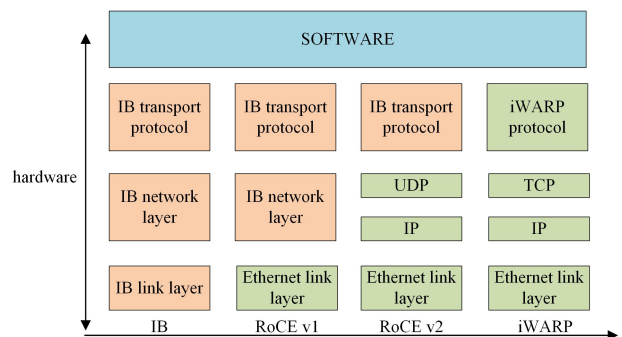 SOFTWARE
IB transport
protocol
IB transport
protocol
IB transport
protocol
iWARP
protocol
hardware
IB network
layer
IB network
layer
UDP
TCP
IP
IP
IB link layer
Ethernet link
layer
Ethernet link
layer
Ethernet link
layer
IB
RoCE v1
RoCE v2
iWARP